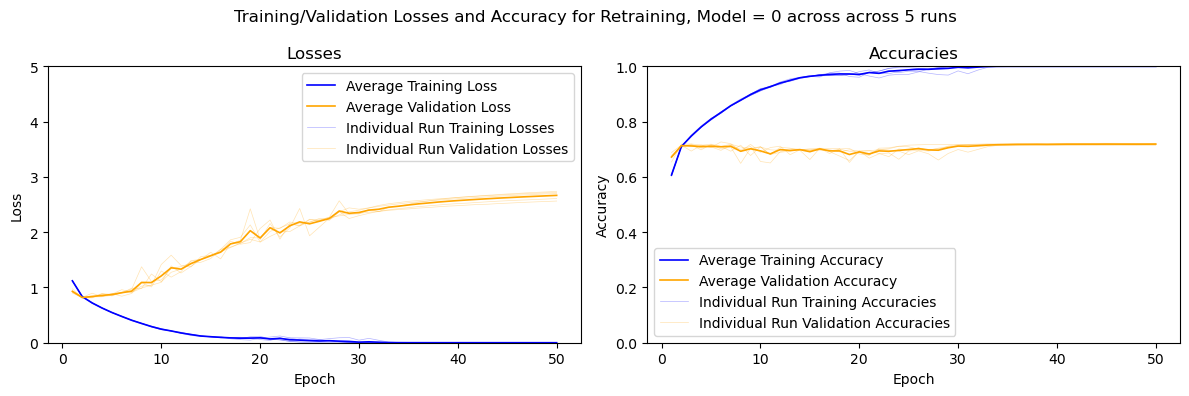 Training/Validation Losses and Accuracy for Retraining, Model = 0 across across 5 runs
Losses
5
4
3
2
1
0
Loss
0
10
20
30
40
50
Epoch
Average Training Loss
Average Validation Loss
Individual Run Training Losses
Individual Run Validation Losses
Accuracies
1.0
0.8
0.6
0.4
0.2
0.0
Accuracy
0
10
20
30
40
50
Epoch
Average Training Accuracy
Average Validation Accuracy
Individual Run Training Accuracies
Individual Run Validation Accuracies